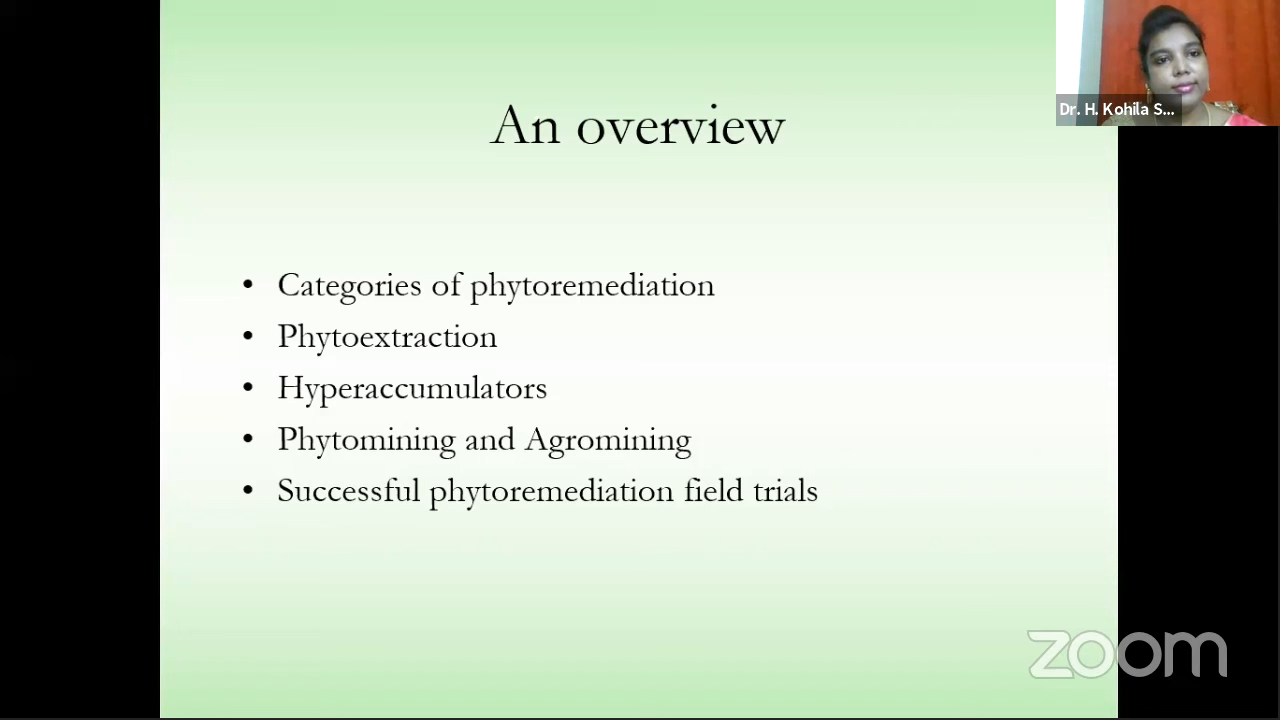 An overview
Dr. H. Kohila S...
• Categories of phytoremediation
• Phytoextraction
• Hyperaccumulators
• Phytomining and Agromining
• Successful phytoremediation field trials
zoom